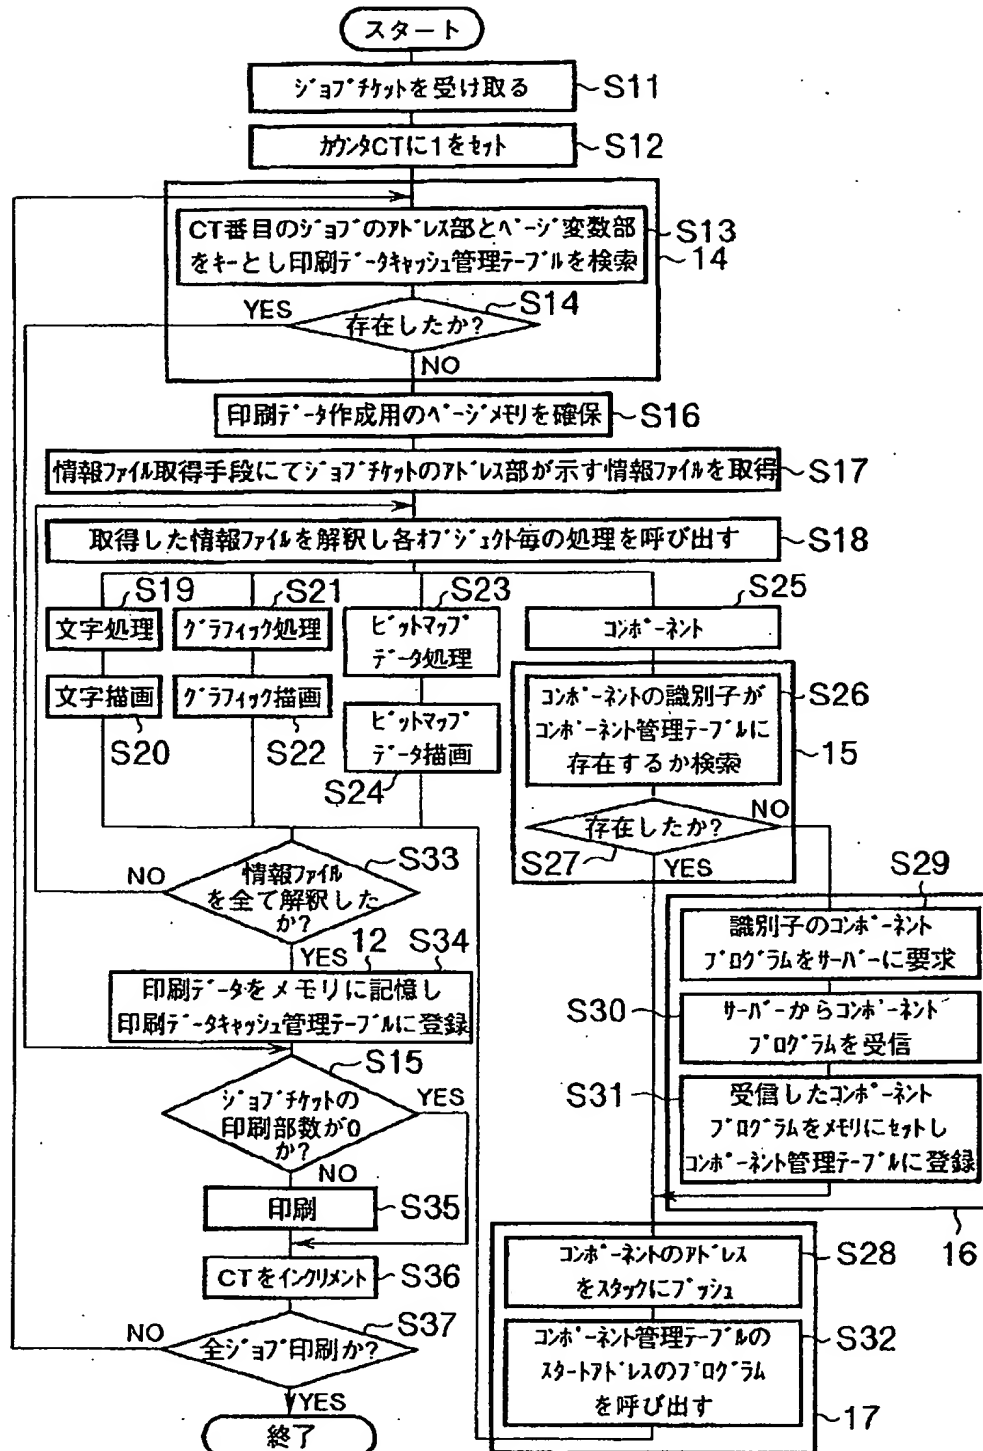 スタート
ジョブチケットを受け取る
S11
カウンタCTに1をセット
S12
CT番目のジョブのアドレス部とページ変数部
をキーとし印刷データキャッシュ管理テーブルを検索
S13
14
S14
YES
存在したか?
NO
印刷データ作成用のページメモリを確保
S16
情報ファイル取得手段にてジョブチケットのアドレス部が示す情報ファイルを取得
S17
取得した情報ファイルを解釈し各オブジェクト毎の処理を呼び出す
S18
S19
文字処理
文字描画
S20
S21
グラフィック処理
グラフィック描画
S22
S23
ビットマップ
データ処理
ビットマップ
データ描画
S24
S25
コンポーネント
コンポーネントの識別子が
コンポーネント管理テーブルに
存在するか検索
S26
15
存在したか?
NO
S27
YES
S29
識別子のコンポーネント
プログラムをサーバーに要求
S30
サーバーからコンポーネント
プログラムを受信
S31
受信したコンポーネント
プログラムをメモリにセットし
コンポーネント管理テーブルに登録
16
コンポーネントのアドレス
をスタックにプッシュ
S28
コンポーネント管理テーブルの
スタートアドレスのプログラム
を呼び出す
S32
17
S33
NO
情報ファイル
を全て解釈した
か?
YES
12
S34
印刷データをメモリに記憶し
印刷データキャッシュ管理テーブルに登録
S15
ジョブチケットの
印刷部数が0
か?
YES
NO
印刷
S35
CTをインクリメント
S36
S37
NO
全ジョブ印刷か?
YES
終了